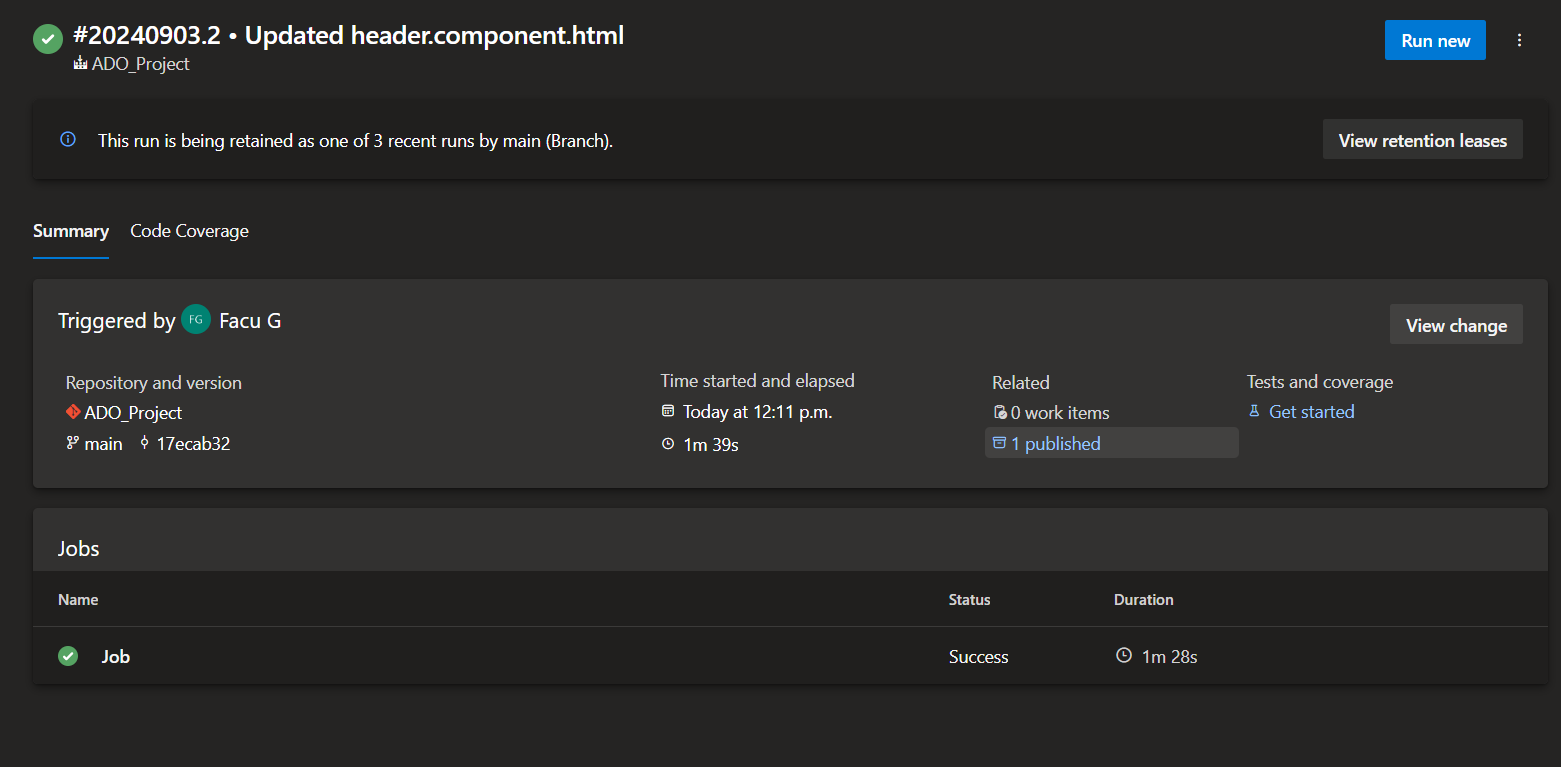 #20240903.2 • Updated header.component.html
Run new
ADO_Project
This run is being retained as one of 3 recent runs by main (Branch).
View retention leases
Summary
Code Coverage
Triggered by FG Facu G
View change
Repository and version
ADO_Project
main 17ecab32
Time started and elapsed
Today at 12:11 p.m.
1m 39s
Related
0 work items
1 published
Tests and coverage
Get started
Jobs
Name Status Duration
Job Success 1m 28s